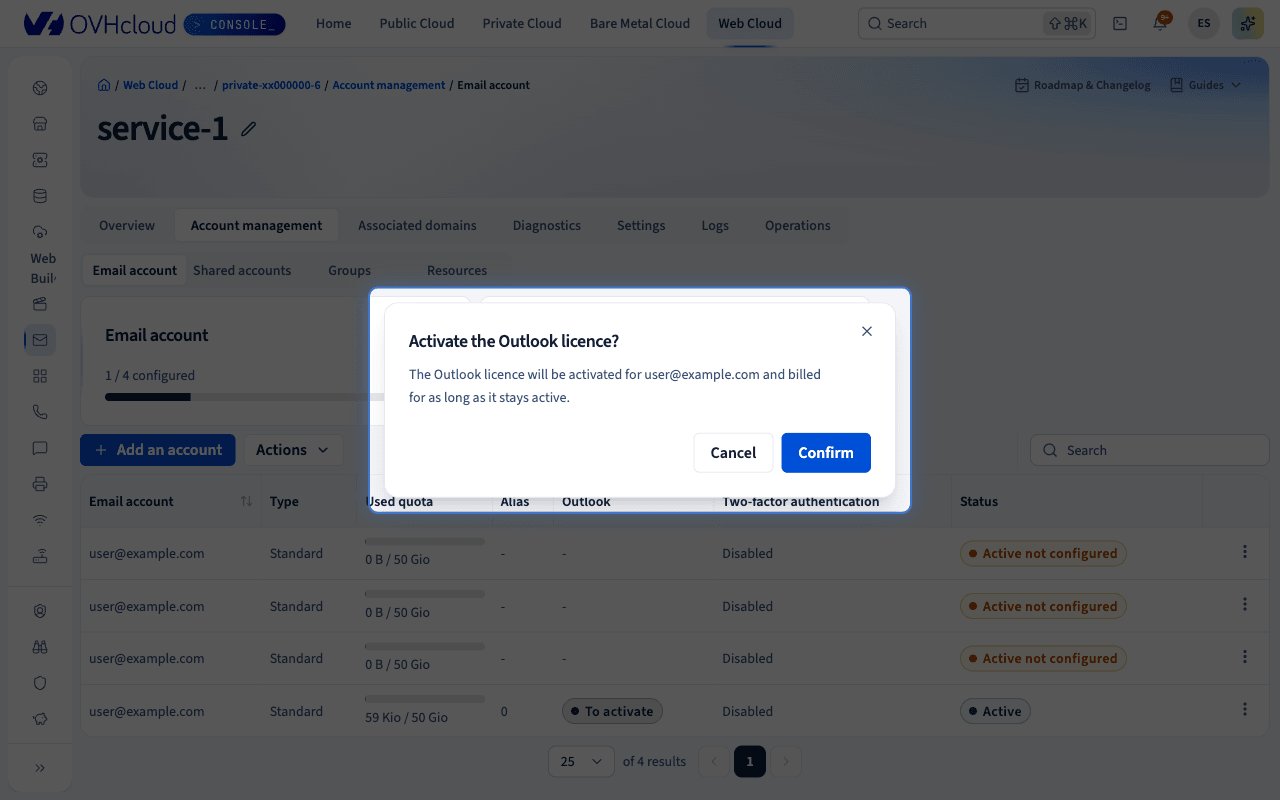 OVHcloud
CONSOLE_
Home
Public Cloud
Private Cloud
Bare Metal Cloud
Web Cloud
Search
⇧⌘K
9+
ES
/ Web Cloud / ... / private-xx000000-6 / Account management / Email account
Roadmap & Changelog
Guides
service-1
Overview
Account management
Associated domains
Diagnostics
Settings
Logs
Operations
Web
Buil
Email account
Shared accounts
Groups
Resources
Email account
1 / 4 configured
Activate the Outlook licence?
The Outlook licence will be activated for user@example.com and billed
for as long as it stays active.
Cancel
Confirm
+ Add an account
Actions
Search
Email account Type Used quota Alias Outlook Two-factor authentication Status
user@example.com Standard 0 B / 50 Gio - - Disabled Active not configured
user@example.com Standard 0 B / 50 Gio - - Disabled Active not configured
user@example.com Standard 0 B / 50 Gio - - Disabled Active not configured
user@example.com Standard 59 Kio / 50 Gio 0 To activate Disabled Active
25 of 4 results 1